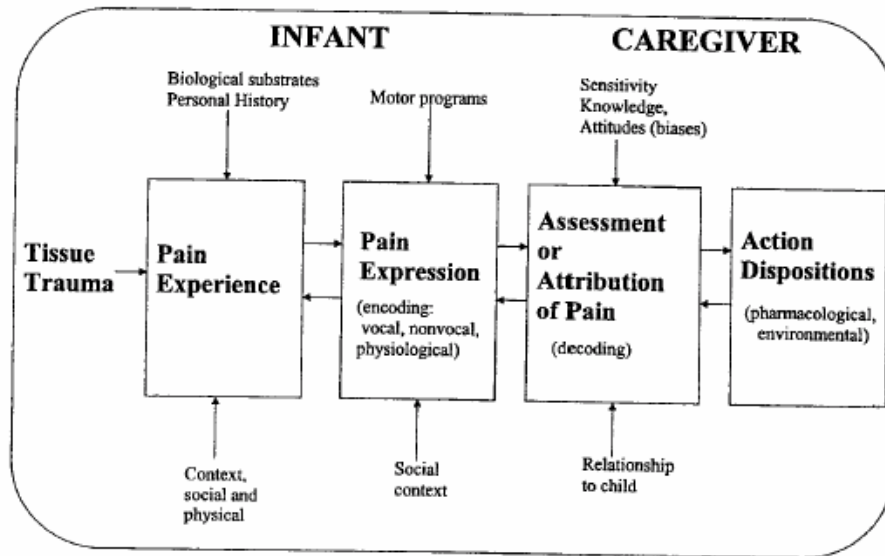 INFANT
CAREGIVER
Biological substrates
Personal History
Motor programs
Sensitivity
Knowledge,
Attitudes (biases)
Tissue
Trauma
Pain
Experience
Pain
Expression
(encoding:
vocal, nonvocal,
physiological)
Assessment
or
Attribution
of Pain
(decoding)
Action
Dispositions
(pharmacological,
environmental)
Context,
social and
physical
Social
context
Relationship
to child